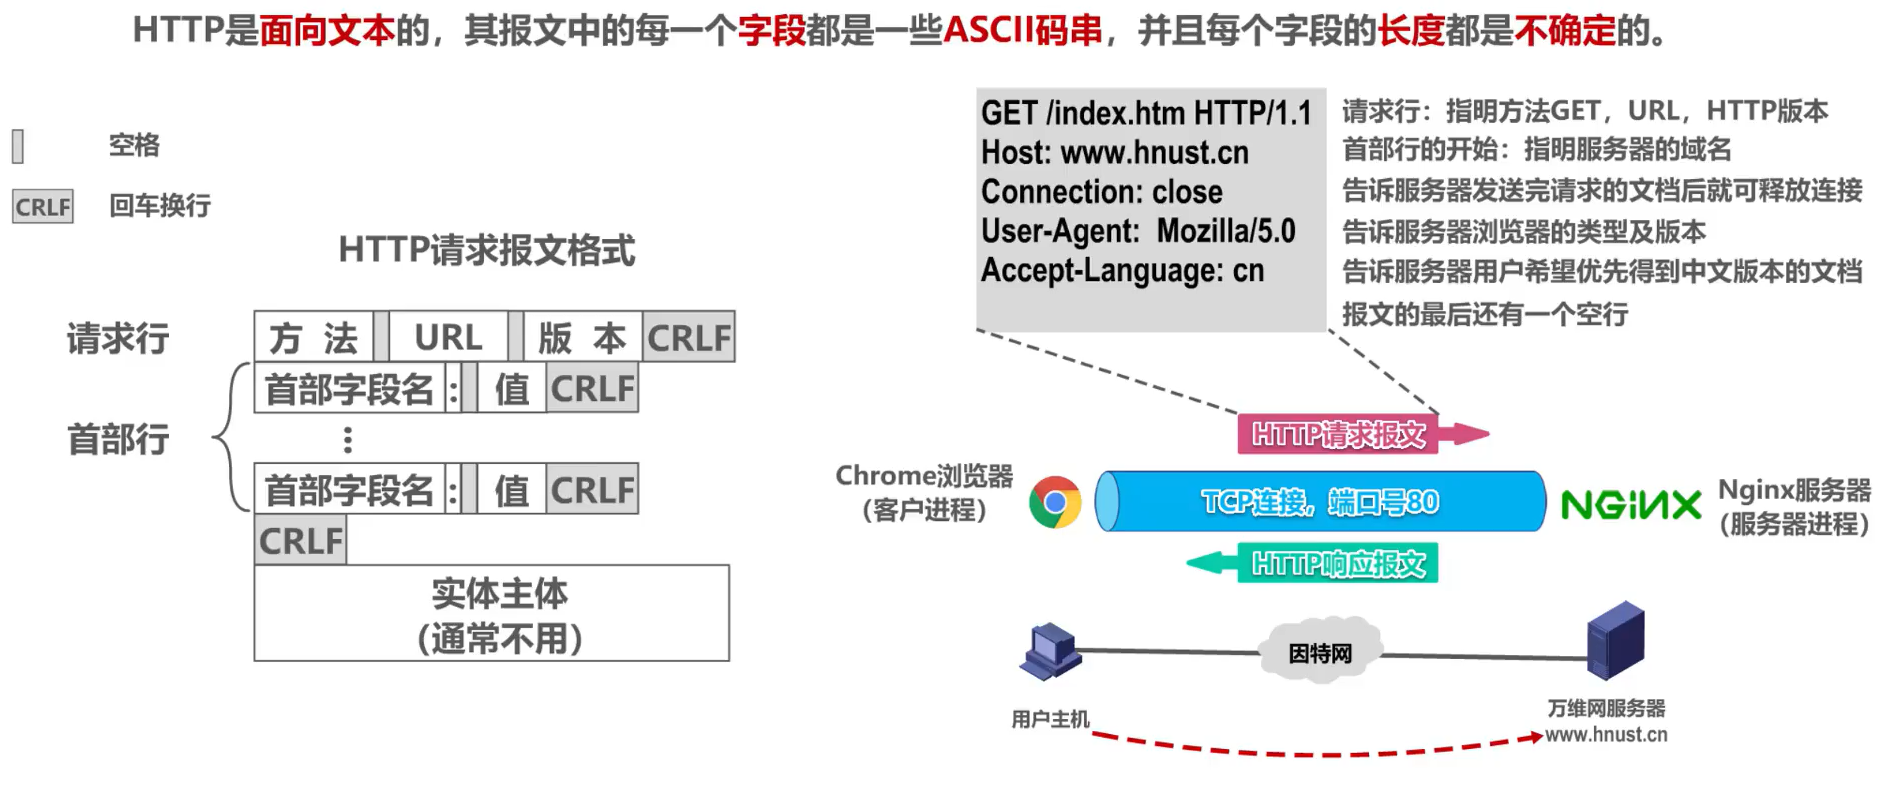 HTTP是面向文本的，其报文中的每一个字段都是一些ASCII码串，并且每个字段的长度都是不确定的。
空格
CRLF 回车换行
HTTP请求报文格式
请求行 方 法 URL 版 本 CRLF
首部行
首部字段名 : 值 CRLF
⋮
首部字段名 : 值 CRLF
CRLF
实体主体
（通常不用）
GET /index.htm HTTP/1.1 请求行：指明方法GET，URL，HTTP版本
Host: www.hnust.cn 首部行的开始：指明服务器的域名
Connection: close 告诉服务器发送完请求的文档后就可释放连接
User-Agent: Mozilla/5.0 告诉服务器浏览器的类型及版本
Accept-Language: cn 告诉服务器用户希望优先得到中文版本的文档
报文的最后还有一个空行
HTTP请求报文
Chrome浏览器
（客户进程）
TCP连接，端口号80
NGINX
Nginx服务器
（服务器进程）
HTTP响应报文
因特网
用户主机
万维网服务器
www.hnust.cn